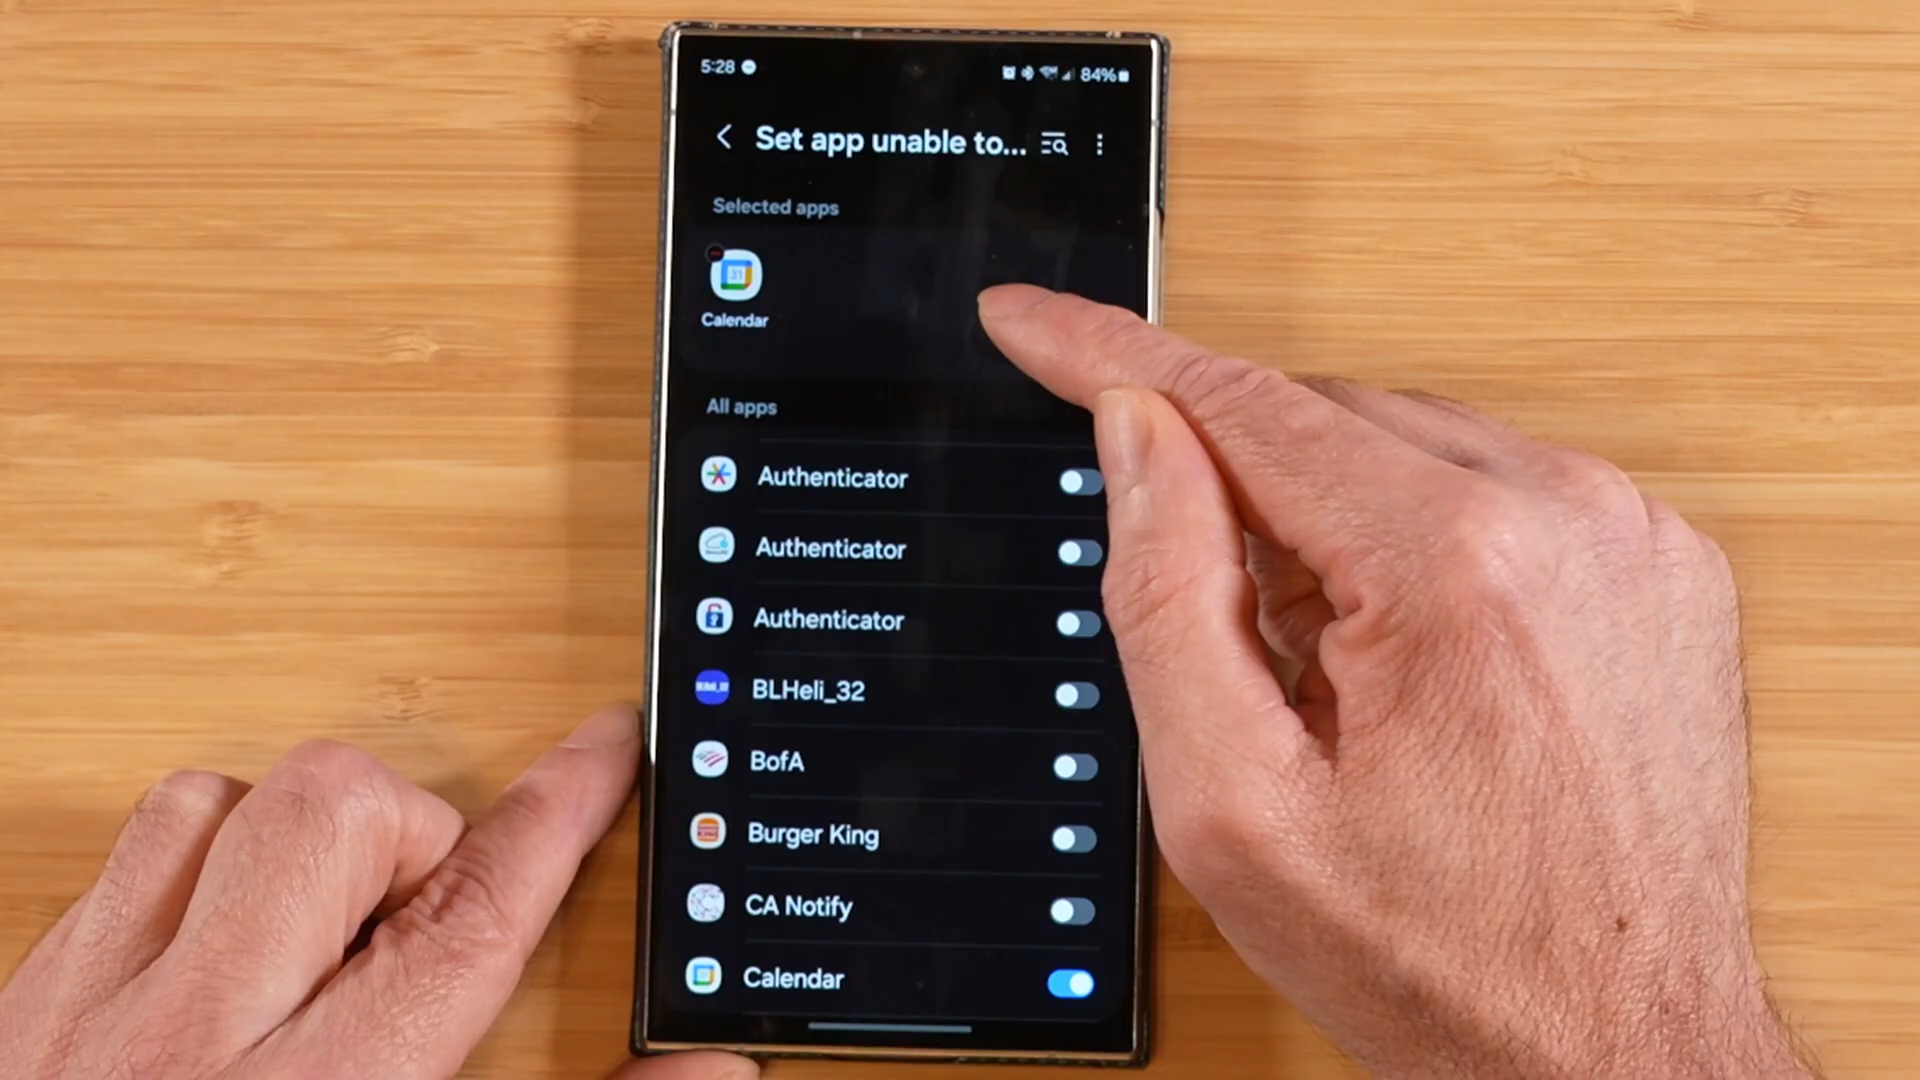 5:28
84%
Set app unable to...
Selected apps
31
Calendar
All apps
Authenticator
Authenticator
Authenticator
BLHeli_32
BofA
Burger King
CA Notify
Calendar